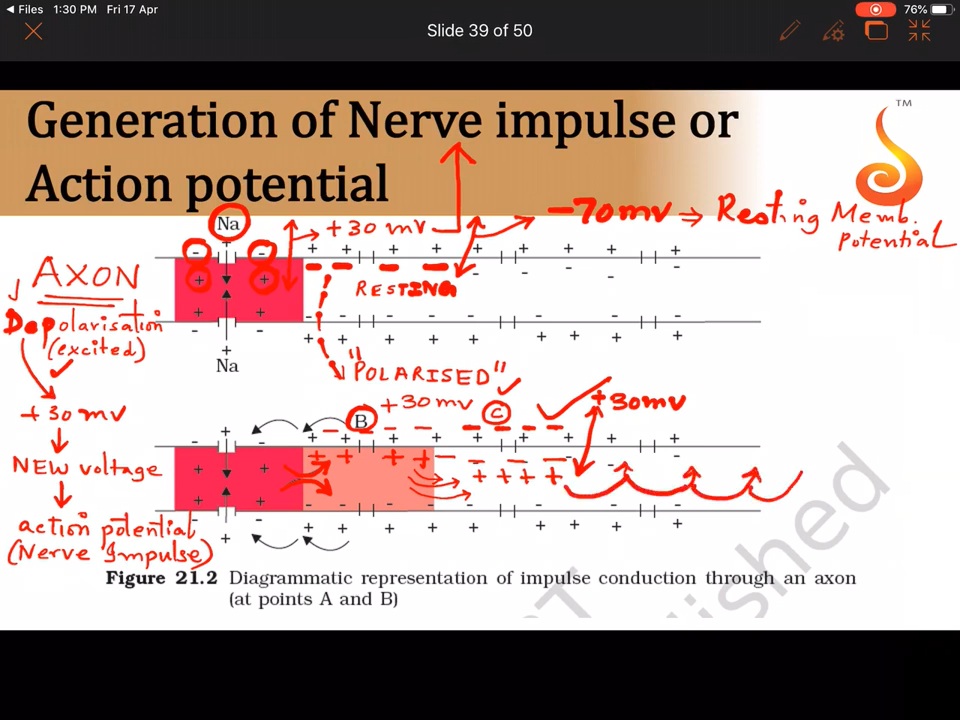 Files 1:30 PM Fri 17 Apr 76%
Slide 39 of 50
Generation of Nerve impulse or
Action potential
TM
Na
+30 mv
-70mv ⇒ Resting Memb.
potential
RESTING
AXON
Depolarisation
(excited)
Na
"POLARISED"
+30 mv
NEW voltage
action potential
(Nerve Impulse)
B
+30mv
C
+30mv
Figure 21.2 Diagrammatic representation of impulse conduction through an axon
(at points A and B)